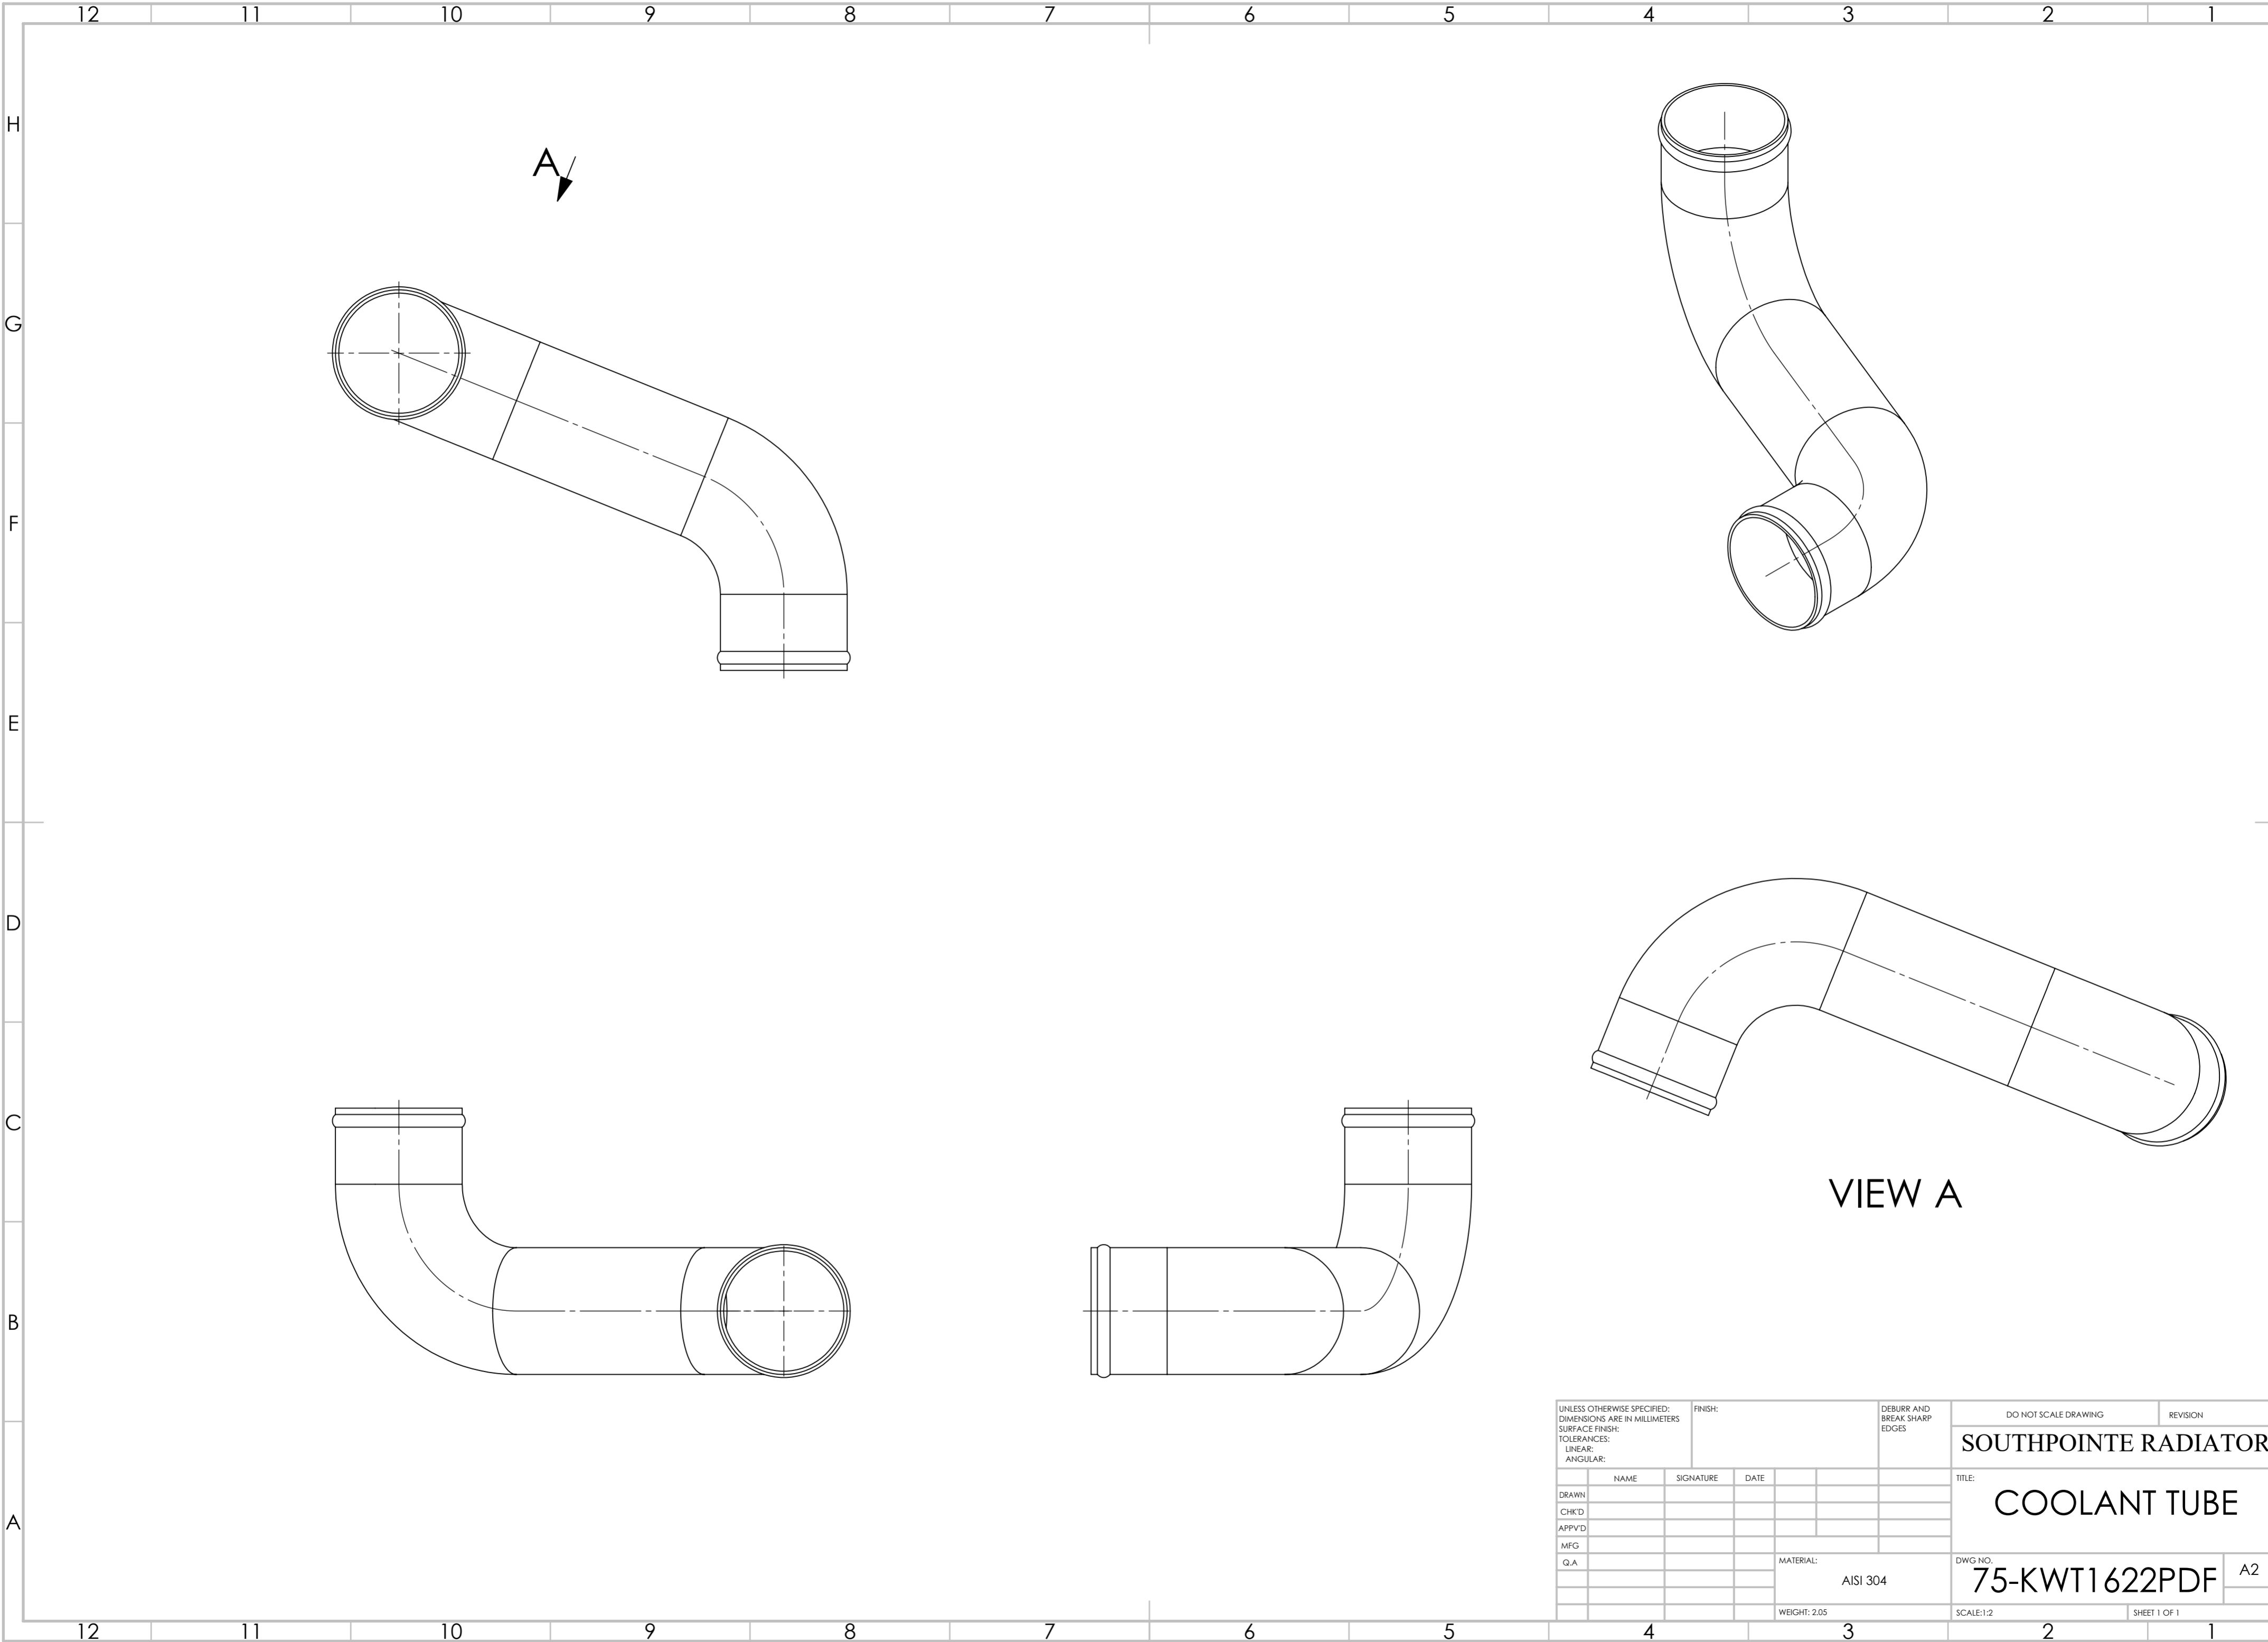 12 11 10 9 8 7 6 5 4 3 2 1
H
A
G
F
E
D
C
VIEW A
B
A
UNLESS OTHERWISE SPECIFIED:
DIMENSIONS ARE IN MILLIMETERS
SURFACE FINISH:
TOLERANCES:
LINEAR:
ANGULAR:
FINISH:
DEBURR AND
BREAK SHARP
EDGES
DO NOT SCALE DRAWING
REVISION
SOUTHPOINTE RADIATOR
NAME SIGNATURE DATE
DRAWN
CHK'D
APPV'D
MFG
Q.A
TITLE:
COOLANT TUBE
MATERIAL:
AISI 304
DWG NO.
75-KWT1622PDF
A2
WEIGHT: 2.05
SCALE:1:2
SHEET 1 OF 1
12 11 10 9 8 7 6 5 4 3 2 1